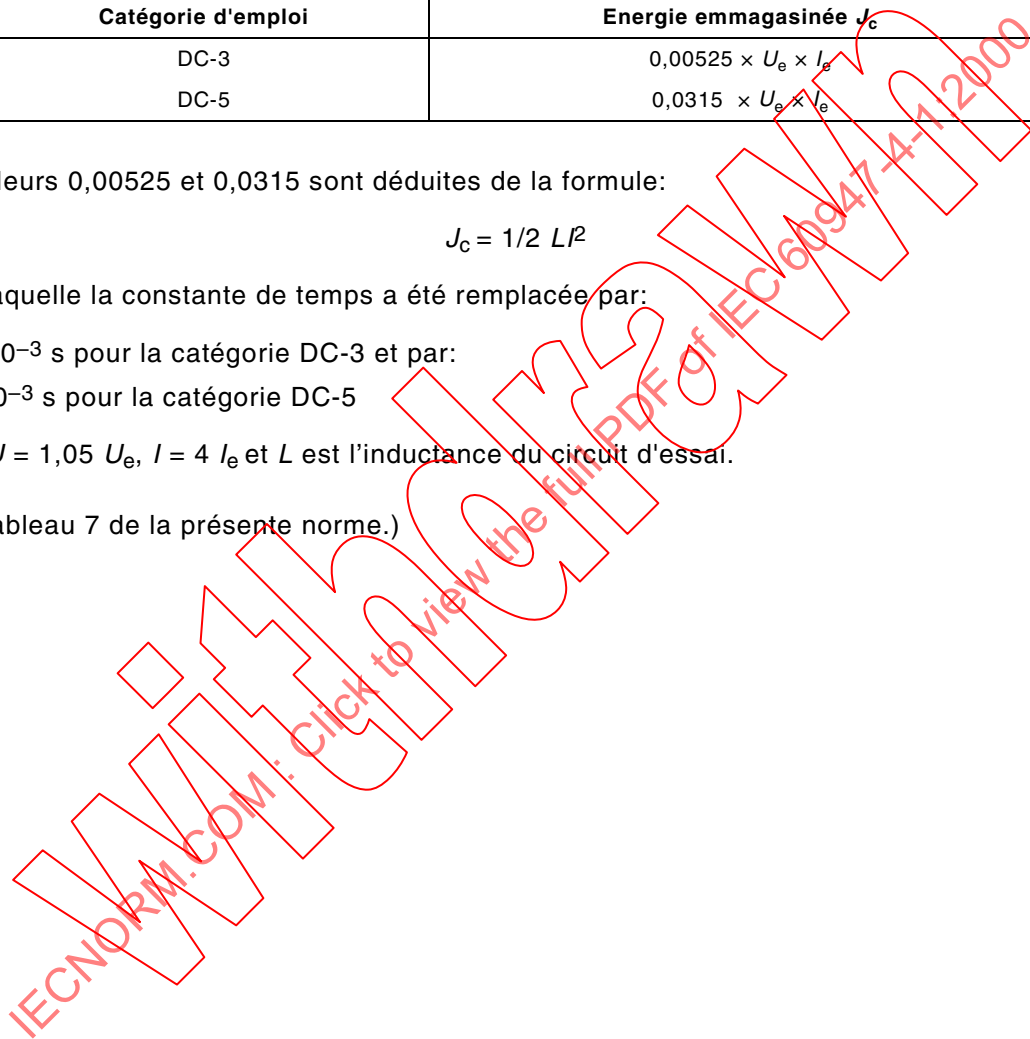 Catégorie d'emploi Energie emmagasinée Jc
DC-3 0,00525 × Ue × Ie
DC-5 0,0315 × Ue × Ie
leurs 0,00525 et 0,0315 sont déduites de la formule:
Jc = 1/2 LI²
aquelle la constante de temps a été remplacée par:
0–3 s pour la catégorie DC-3 et par:
0–3 s pour la catégorie DC-5
= 1,05 Ue, I = 4 Ie et L est l'inductance du circuit d'essai.
ableau 7 de la présente norme.)
withdrawn
IECNORM.COM : Click to view the full PDF of IEC 60947-4-1:2000